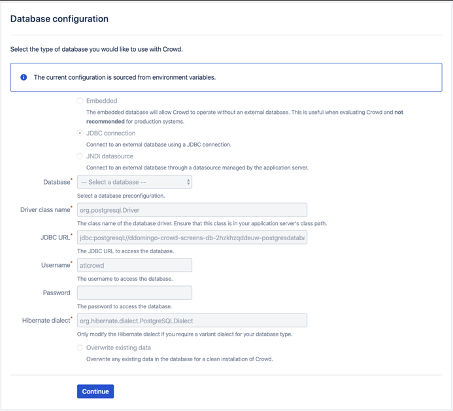 Database configuration
Select the type of database you would like to use with Crowd.
The current configuration is sourced from environment variables.
Embedded
The embedded database will allow Crowd to operate without an external database. This is useful when evaluating Crowd and not
recommended for production systems.
JDBC connection
Connect to an external database using a JDBC connection.
JNDI datasource
Connect to an external database through a datasource managed by the application server.
Database* -- Select a database --
Select a database preconfiguration.
Driver class name* org.postgresql.Driver
The class name of the database driver. Ensure that this class is in your application server's class path.
JDBC URL*
The JDBC URL to access the database.
Username* atlcrowd
The username to access the database.
Password
The password to access the database.
Hibernate dialect* org.hibernate.dialect.PostgreSQLDialect
Only modify the Hibernate dialect if you require a variant dialect for your database type.
Overwrite existing data
Overwrite any existing data in the database for a clean installation of Crowd.
Continue